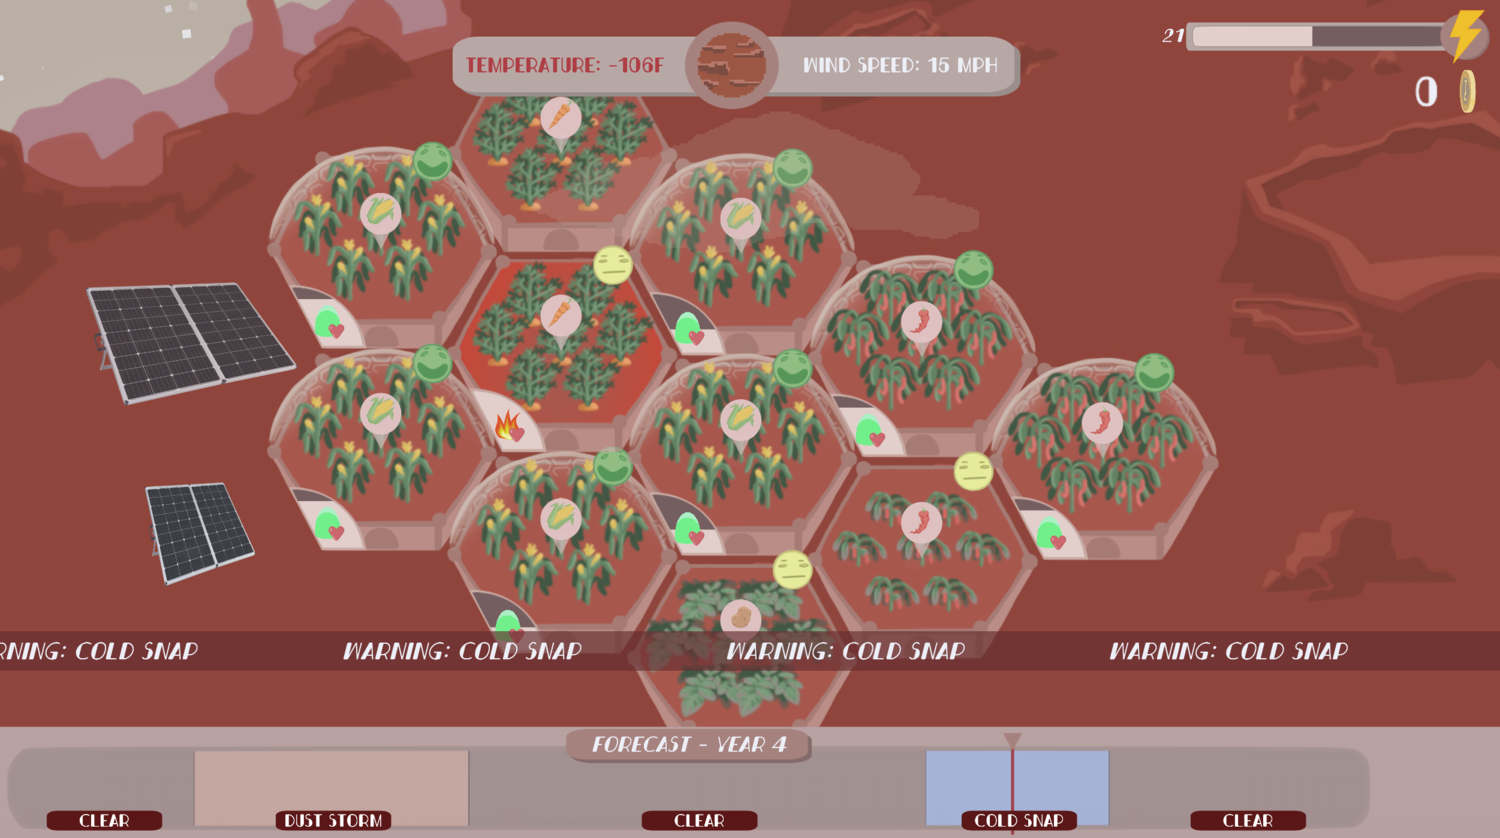 TEMPERATURE: -106F
WIND SPEED: 15 MPH
21
0
RNING: COLD SNAP
WARNING: COLD SNAP
WARNING: COLD SNAP
WARNING: COLD SNAP
FORECAST - YEAR 4
CLEAR
DUST STORM
CLEAR
COLD SNAP
CLEAR